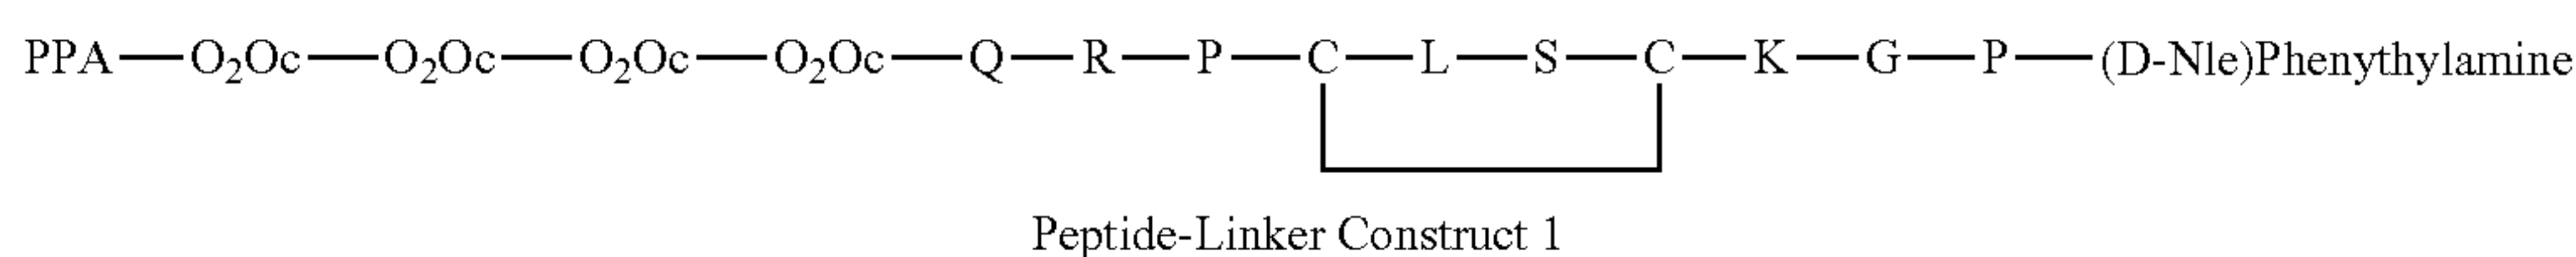 PPA—O₂Oc—O₂Oc—O₂Oc—O₂Oc—Q—R—P—C—L—S—C—K—G—P—(D-Nle)Phenythylamine
Peptide-Linker Construct 1